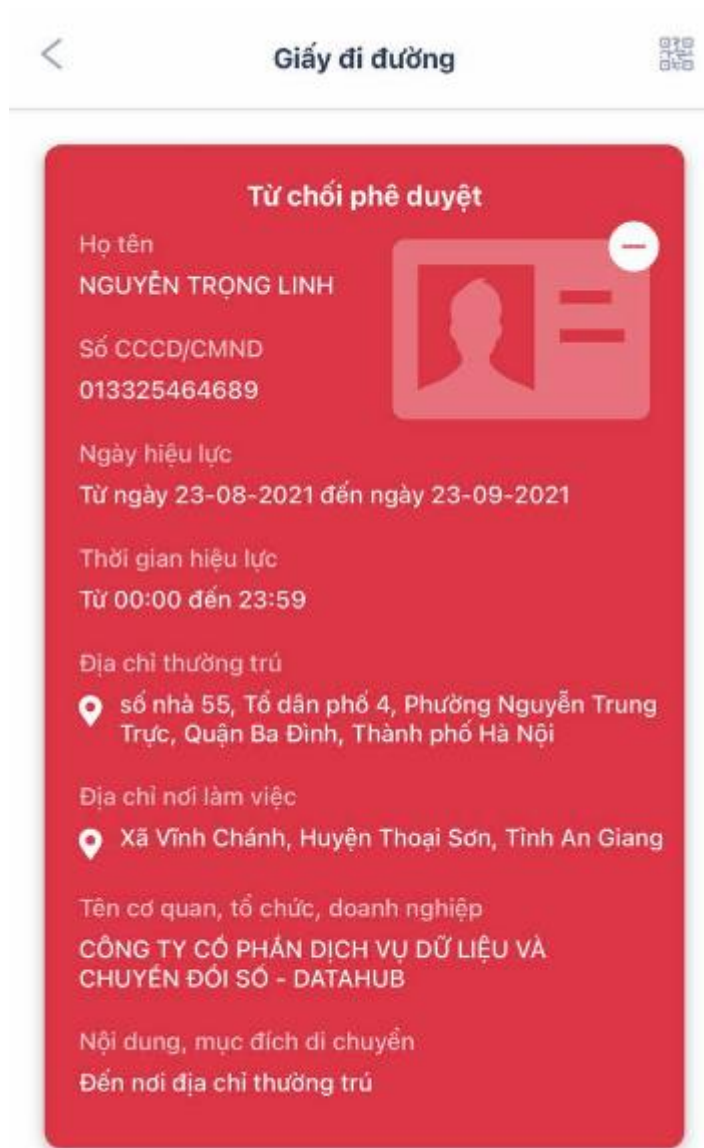 Giấy đi đường
Từ chối phê duyệt
Họ tên
NGUYỄN TRỌNG LINH
Số CCCD/CMND
013325464689
Ngày hiệu lực
Từ ngày 23-08-2021 đến ngày 23-09-2021
Thời gian hiệu lực
Từ 00:00 đến 23:59
Địa chỉ thường trú
số nhà 55, Tổ dân phố 4, Phường Nguyễn Trung
Trực, Quận Ba Đình, Thành phố Hà Nội
Địa chỉ nơi làm việc
Xã Vĩnh Chánh, Huyện Thoại Sơn, Tỉnh An Giang
Tên cơ quan, tổ chức, doanh nghiệp
CÔNG TY CỔ PHẦN DỊCH VỤ DỮ LIỆU VÀ
CHUYỂN ĐỔI SỐ - DATAHUB
Nội dung, mục đích di chuyển
Đến nơi địa chỉ thường trú